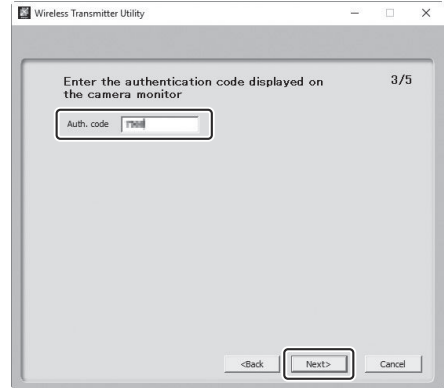 Wireless Transmitter Utility
Enter the authentication code displayed on
the camera monitor
3/5
Auth. code
<Back
Next>
Cancel